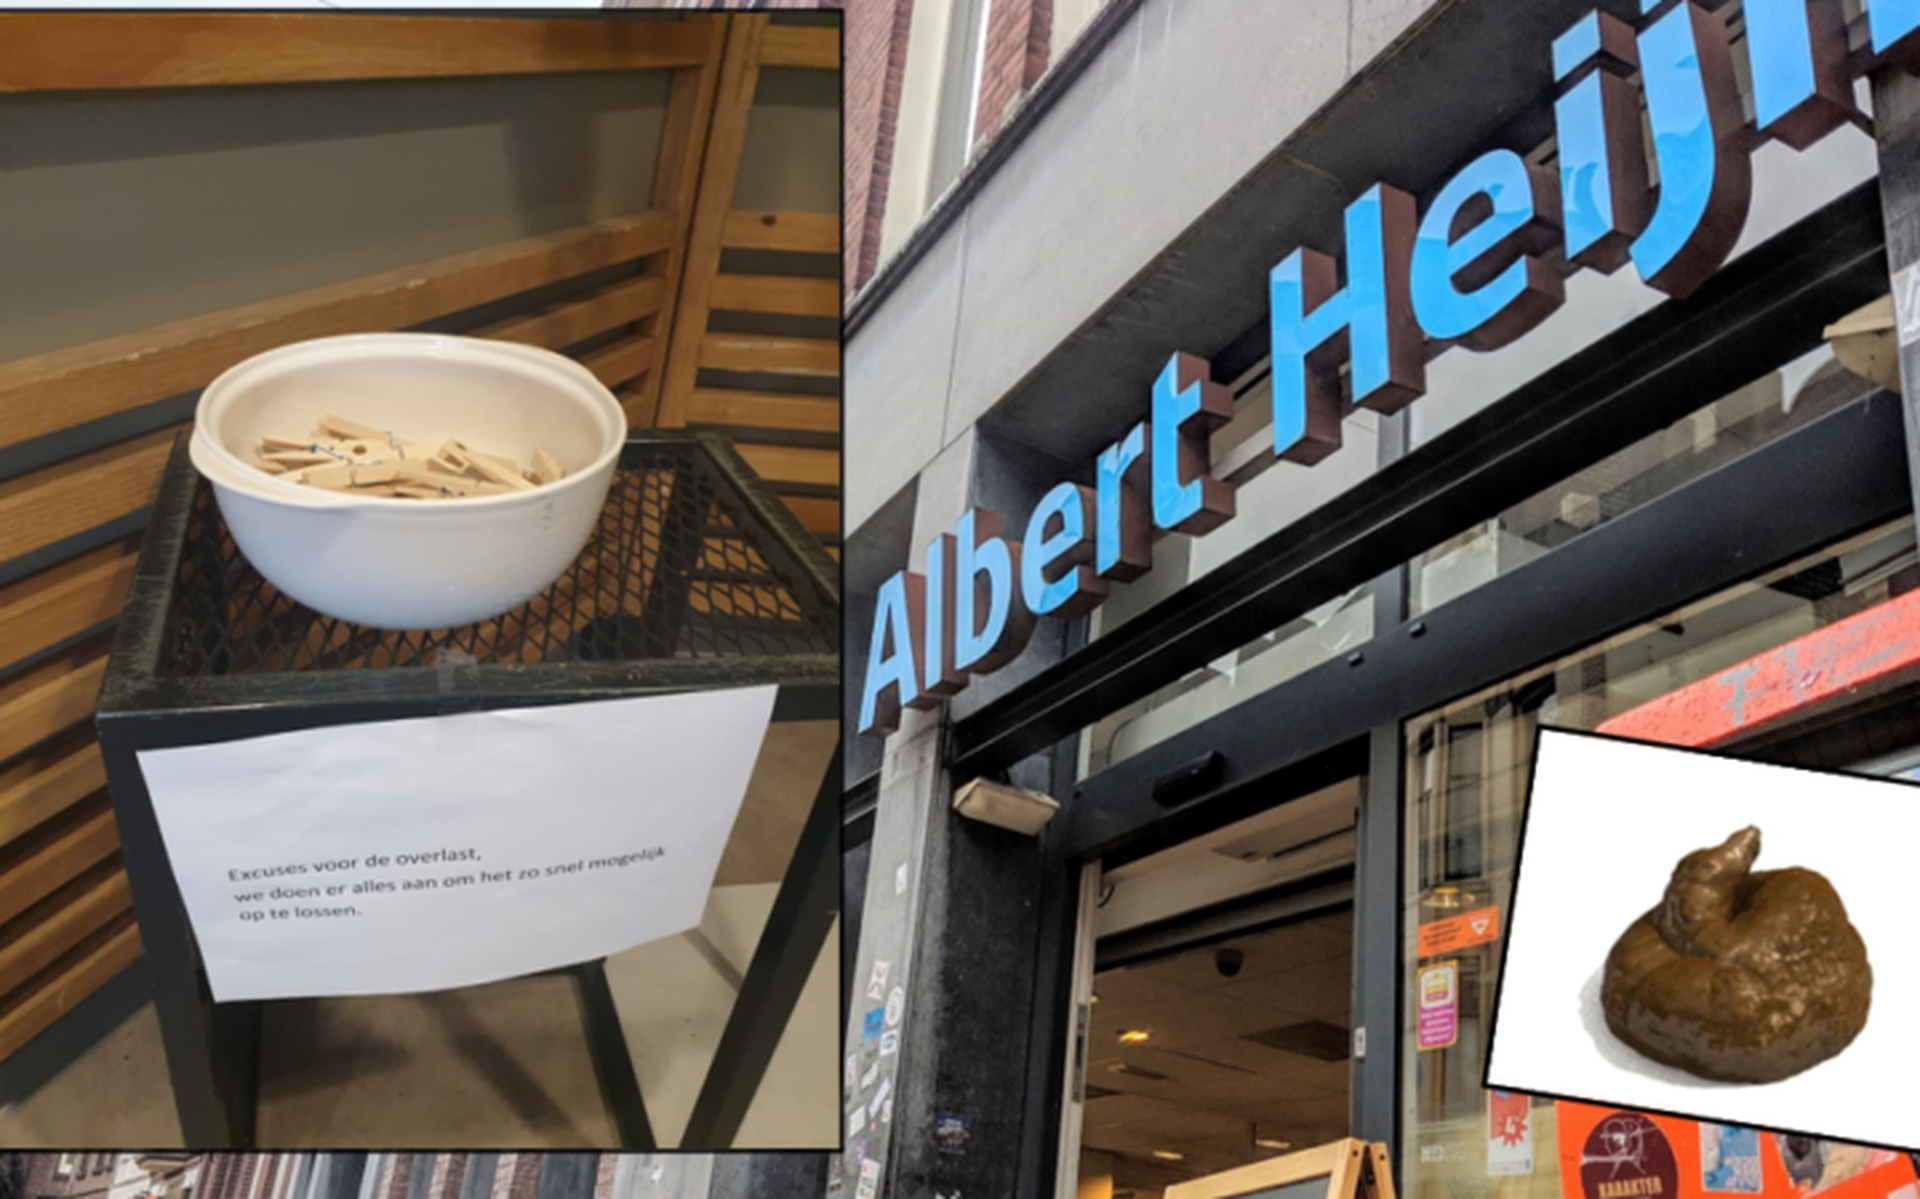 Excuses voor de overlast,
we doen er alles aan om het zo snel mogelijk
op te lossen.
Albert Heijn
KARAKTER